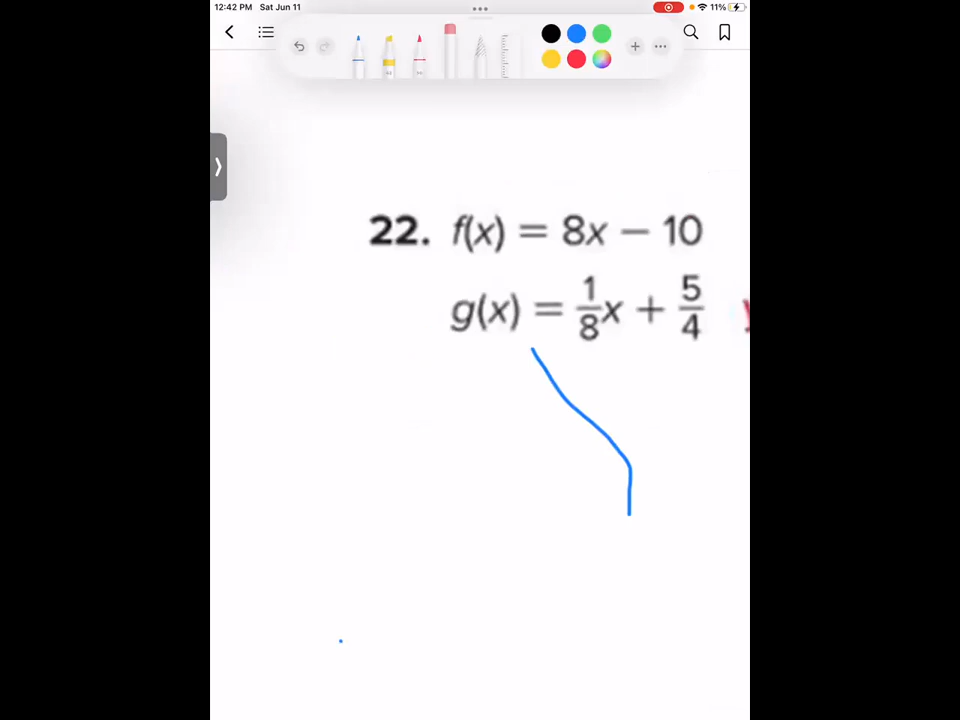 12:42 PM Sat Jun 11 11%
22. f(x) = 8x − 10
g(x) = 1/8x + 5/4